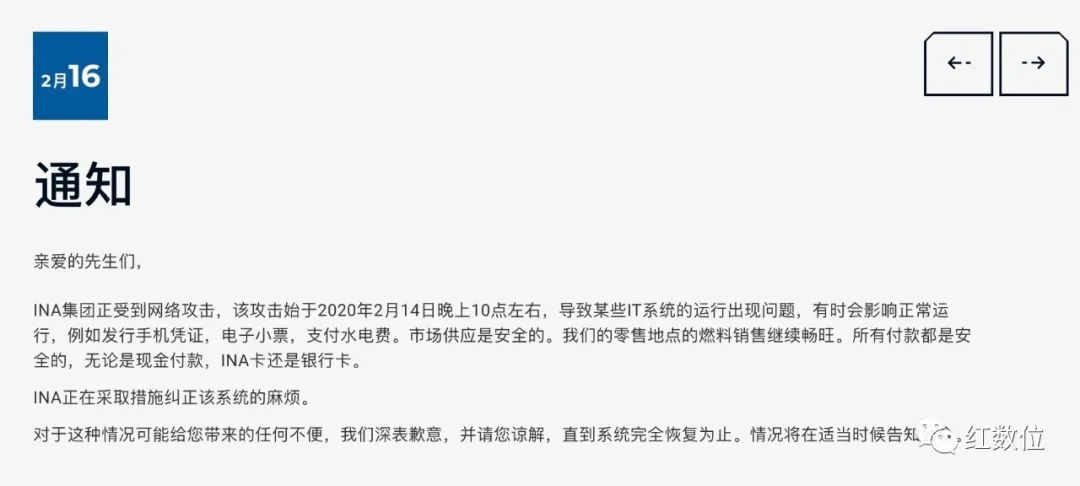 2月16
通知
亲爱的先生们，
INA集团正受到网络攻击，该攻击始于2020年2月14日晚上10点左右，导致某些IT系统的运行出现问题，有时会影响正常运
行，例如发行手机凭证，电子小票，支付水电费。市场供应是安全的。我们的零售地点的燃料销售继续畅旺。所有付款都是安
全的，无论是现金付款，INA卡还是银行卡。
INA正在采取措施纠正该系统的麻烦。
对于这种情况可能给您带来的任何不便，我们深表歉意，并请您谅解，直到系统完全恢复为止。情况将在适当时候告知
红数位